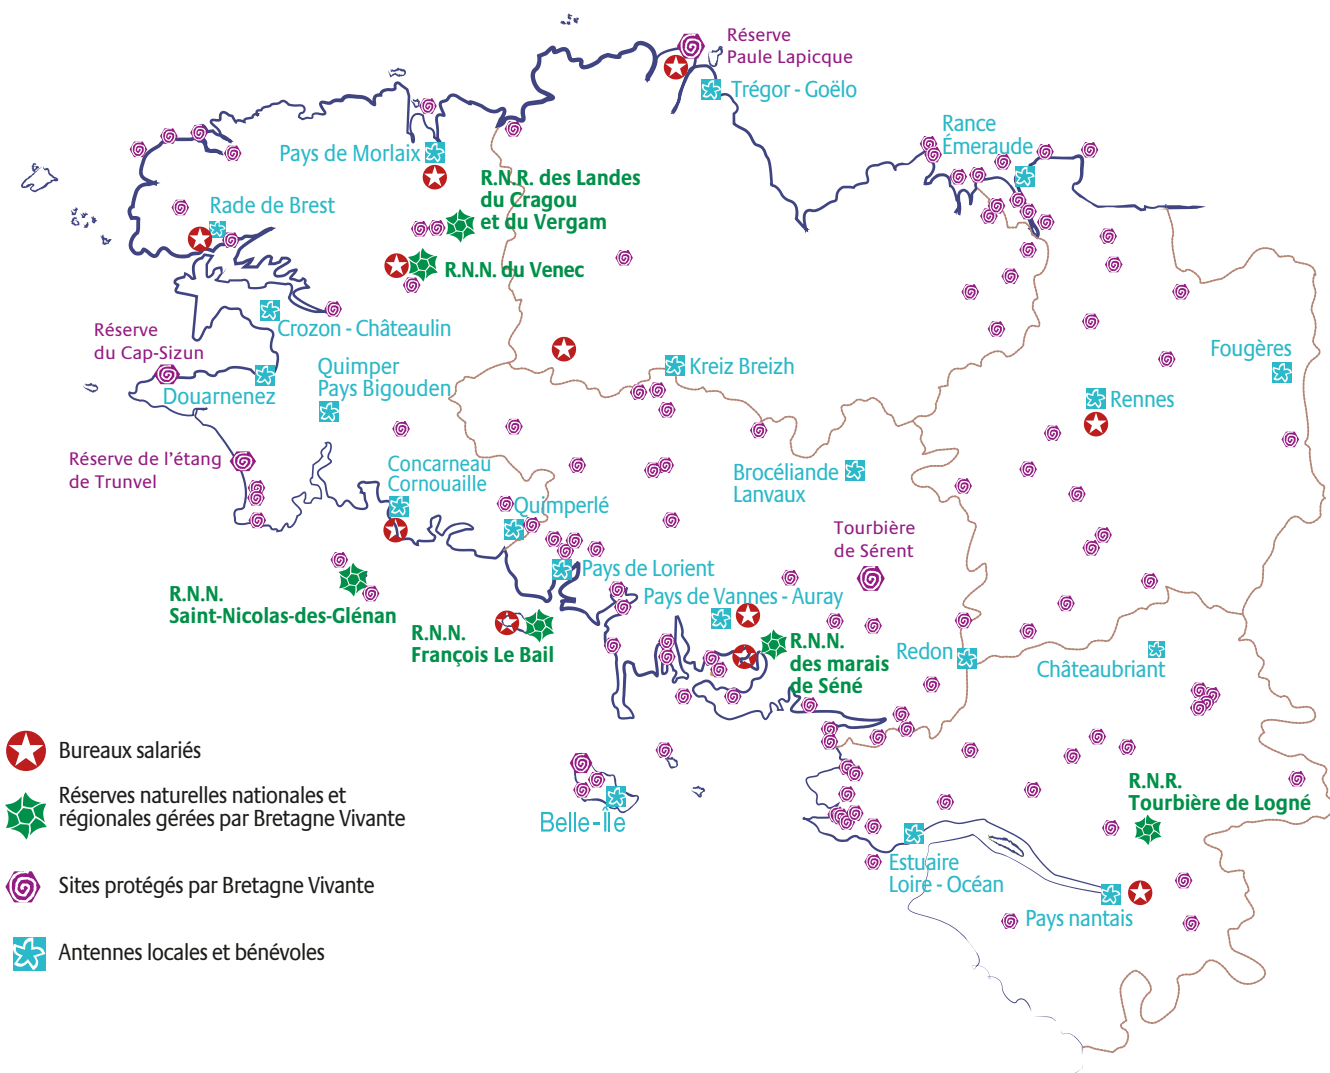 Réserve
Paule Lapicque
Trégor - Goëlo
Rance
Émeraude
Pays de Morlaix
R.N.R. des Landes
du Cragou
et du Vergam
Rade de Brest
R.N.N. du Venec
Crozon - Châteaulin
Réserve
du Cap-Sizun
Douarnenez
Quimper
Pays Bigouden
Kreiz Breizh
Fougères
Rennes
Réserve de l'étang
de Trunvel
Concarneau
Cornouaille
Quimperlé
Brocéliande
Lanvaux
Tourbière
de Sérent
Pays de Lorient
Pays de Vannes - Auray
R.N.N.
Saint-Nicolas-des-Glénan
R.N.N.
François Le Bail
R.N.N.
des marais
de Séné
Redon
Châteaubriant
Bureaux salariés
Réserves naturelles nationales et
régionales gérées par Bretagne Vivante
Sites protégés par Bretagne Vivante
Antennes locales et bénévoles
Belle-Île
R.N.R.
Tourbière de Logné
Estuaire
Loire - Océan
Pays nantais